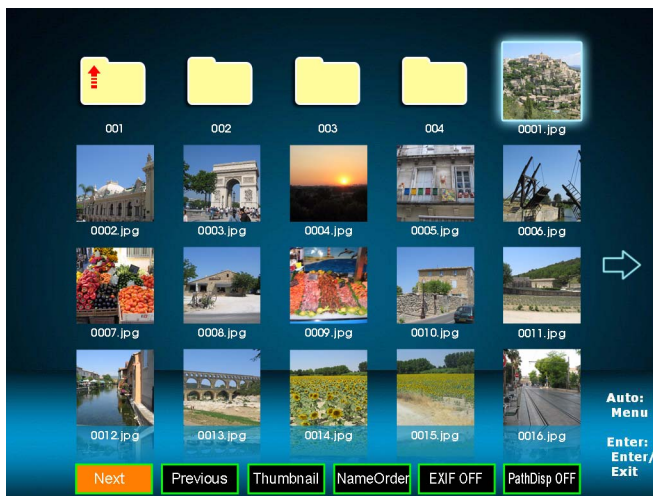 001 002 003 004 0001.jpg
0002.jpg 0003.jpg 0004.jpg 0005.jpg 0006.jpg
0007.jpg 0008.jpg 0009.jpg 0010.jpg 0011.jpg
0012.jpg 0013.jpg 0014.jpg 0015.jpg 0016.jpg
Auto:
Menu
Enter:
Enter/
Exit
Next Previous Thumbnail NameOrder EXIF OFF PathDisp OFF